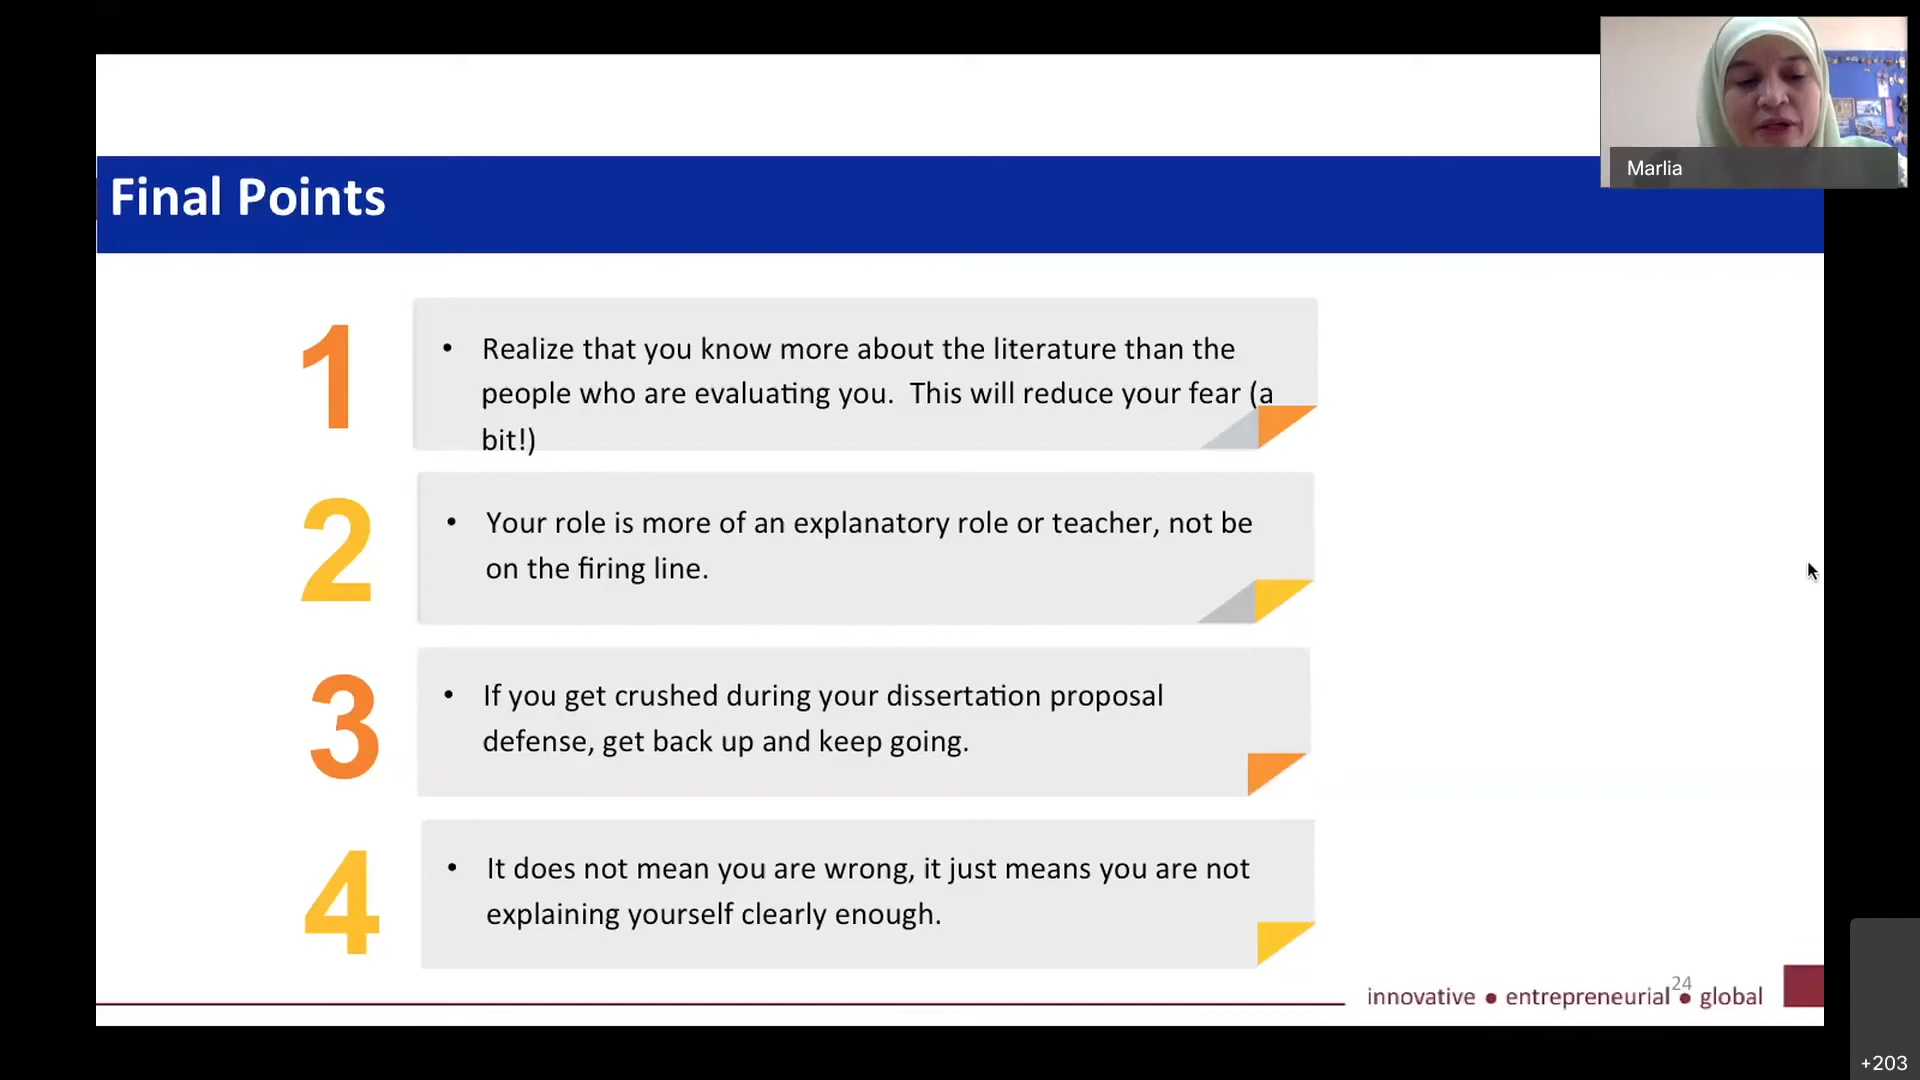 Marlia
Final Points
1
• Realize that you know more about the literature than the
people who are evaluating you.  This will reduce your fear (a
bit!)
2
• Your role is more of an explanatory role or teacher, not be
on the firing line.
3
• If you get crushed during your dissertation proposal
defense, get back up and keep going.
4
• It does not mean you are wrong, it just means you are not
explaining yourself clearly enough.
24
innovative ● entrepreneurial ● global
+203